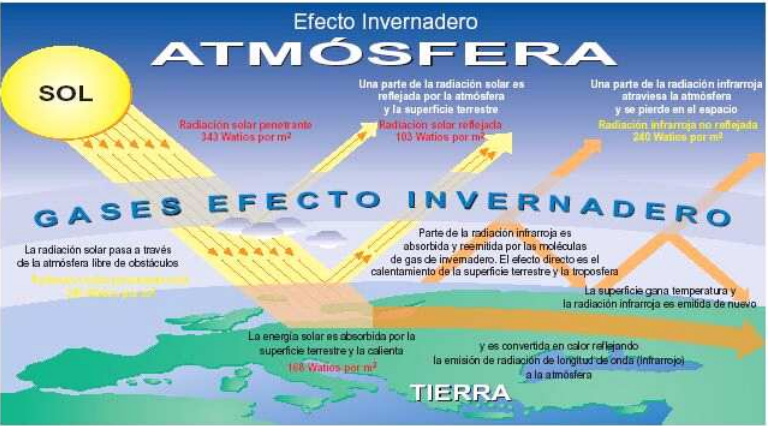 Efecto Invernadero
ATMÓSFERA
SOL
Una parte de la radiación solar es
reflejada por la atmósfera
y la superficie terrestre
Una parte de la radiación infrarroja
atraviesa la atmósfera
y se pierde en el espacio
Radiación solar penetrante
343 Watios por m²
Radiación solar reflejada
103 Watios por m²
Radiación infrarroja no reflejada
240 Watios por m²
GASES EFECTO INVERNADERO
La radiación solar pasa a través
de la atmósfera libre de obstáculos
Watios por m²
Parte de la radiación infrarroja es
absorbida y reemitida por las moléculas
de gas de invernadero. El efecto directo es el
calentamiento de la superficie terrestre y la troposfera
La superficie gana temperatura y
la radiación infrarroja es emitida de nuevo
La energía solar es absorbida por la
superficie terrestre y la calienta
168 Watios por m²
y es convertida en calor reflejando
la emisión de radiación de longitud de onda (infrarrojo)
a la atmósfera
TIERRA